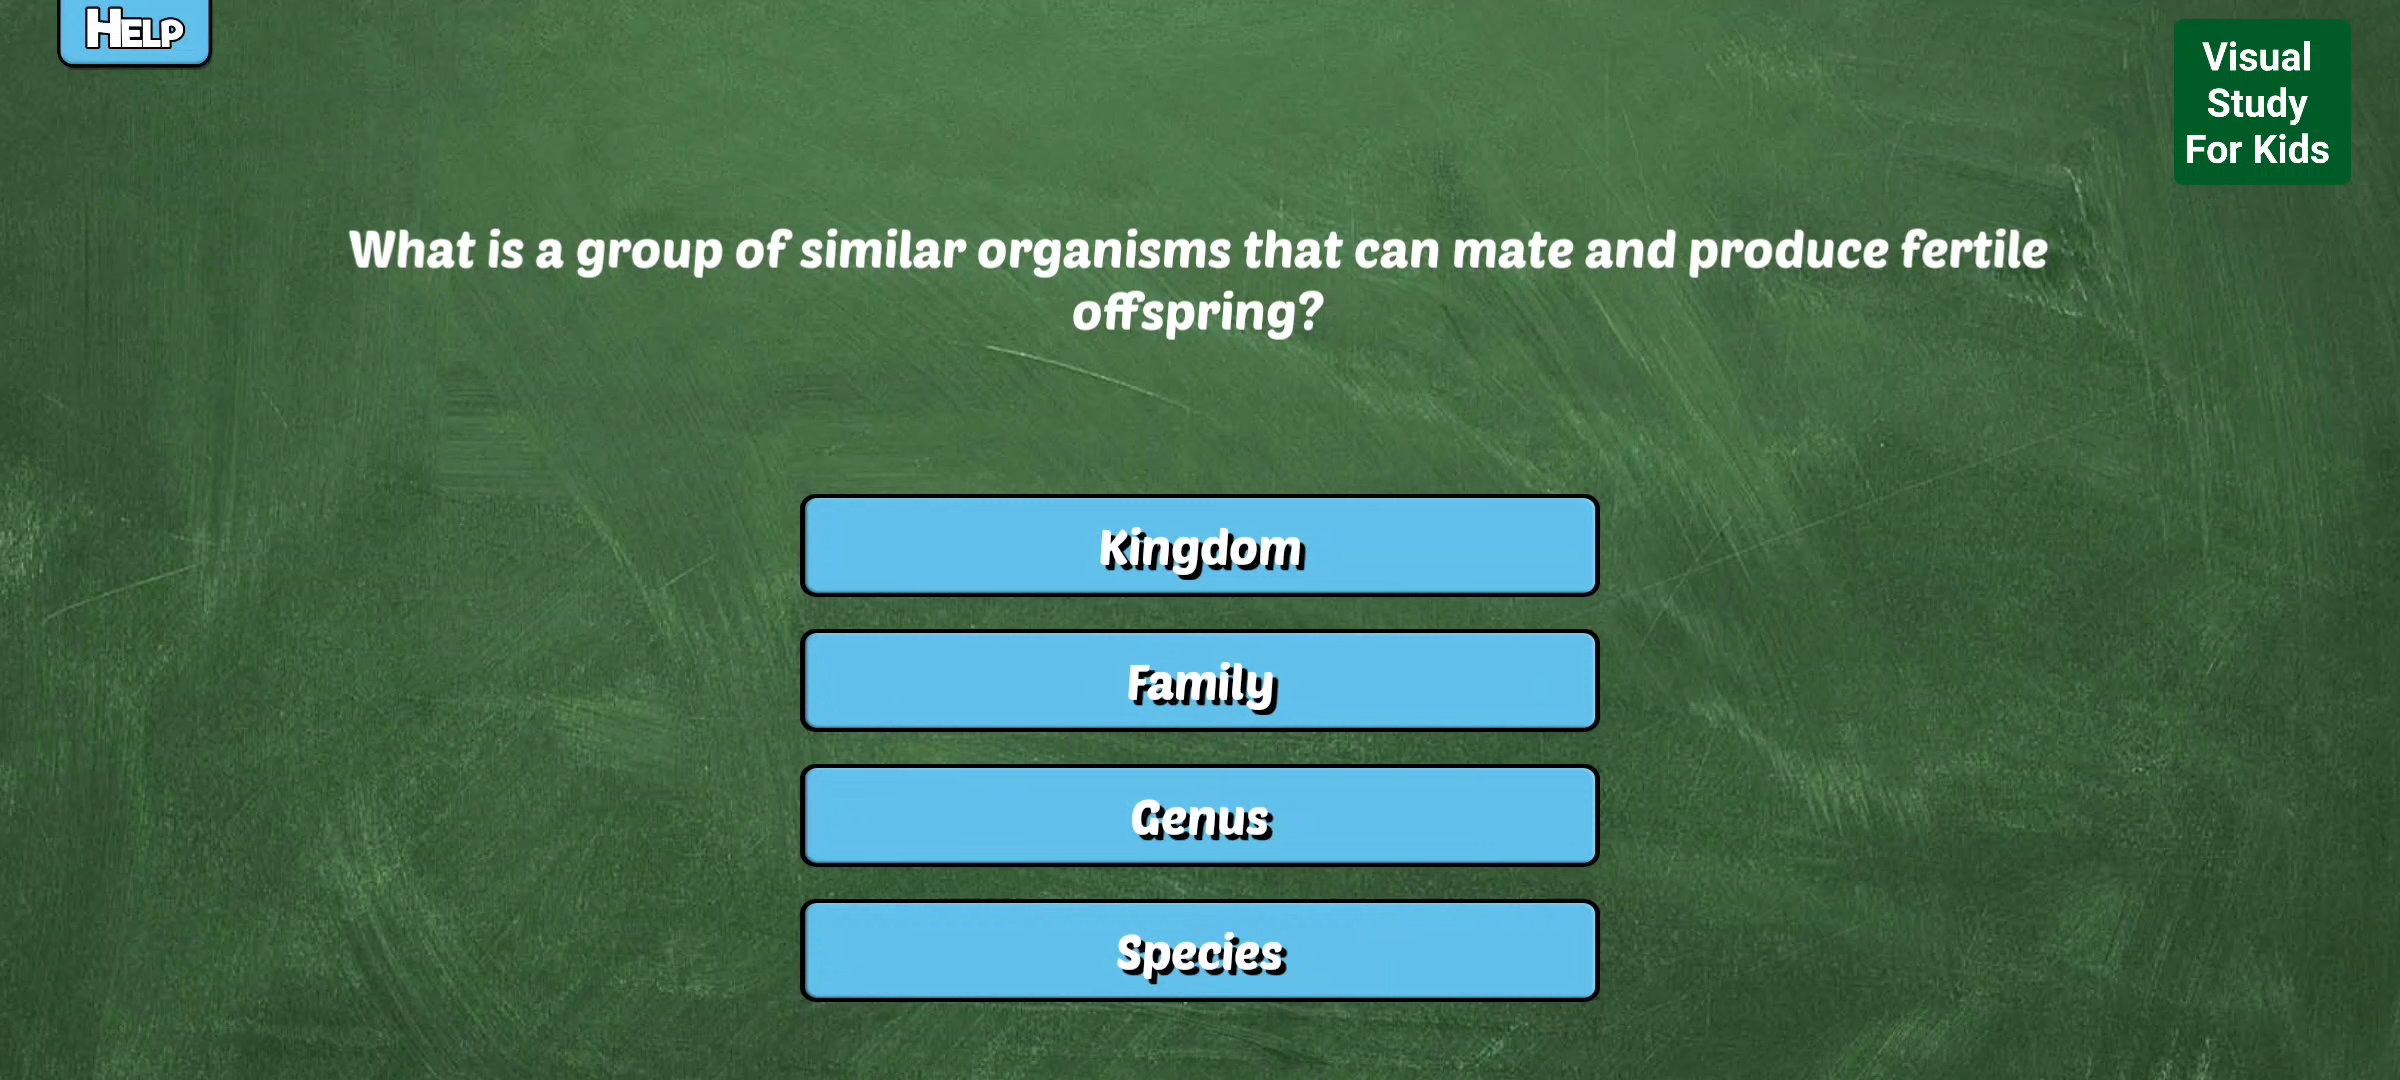 HELP
Visual
Study
For Kids
What is a group of similar organisms that can mate and produce fertile
offspring?
Kingdom
Family
Genus
Species